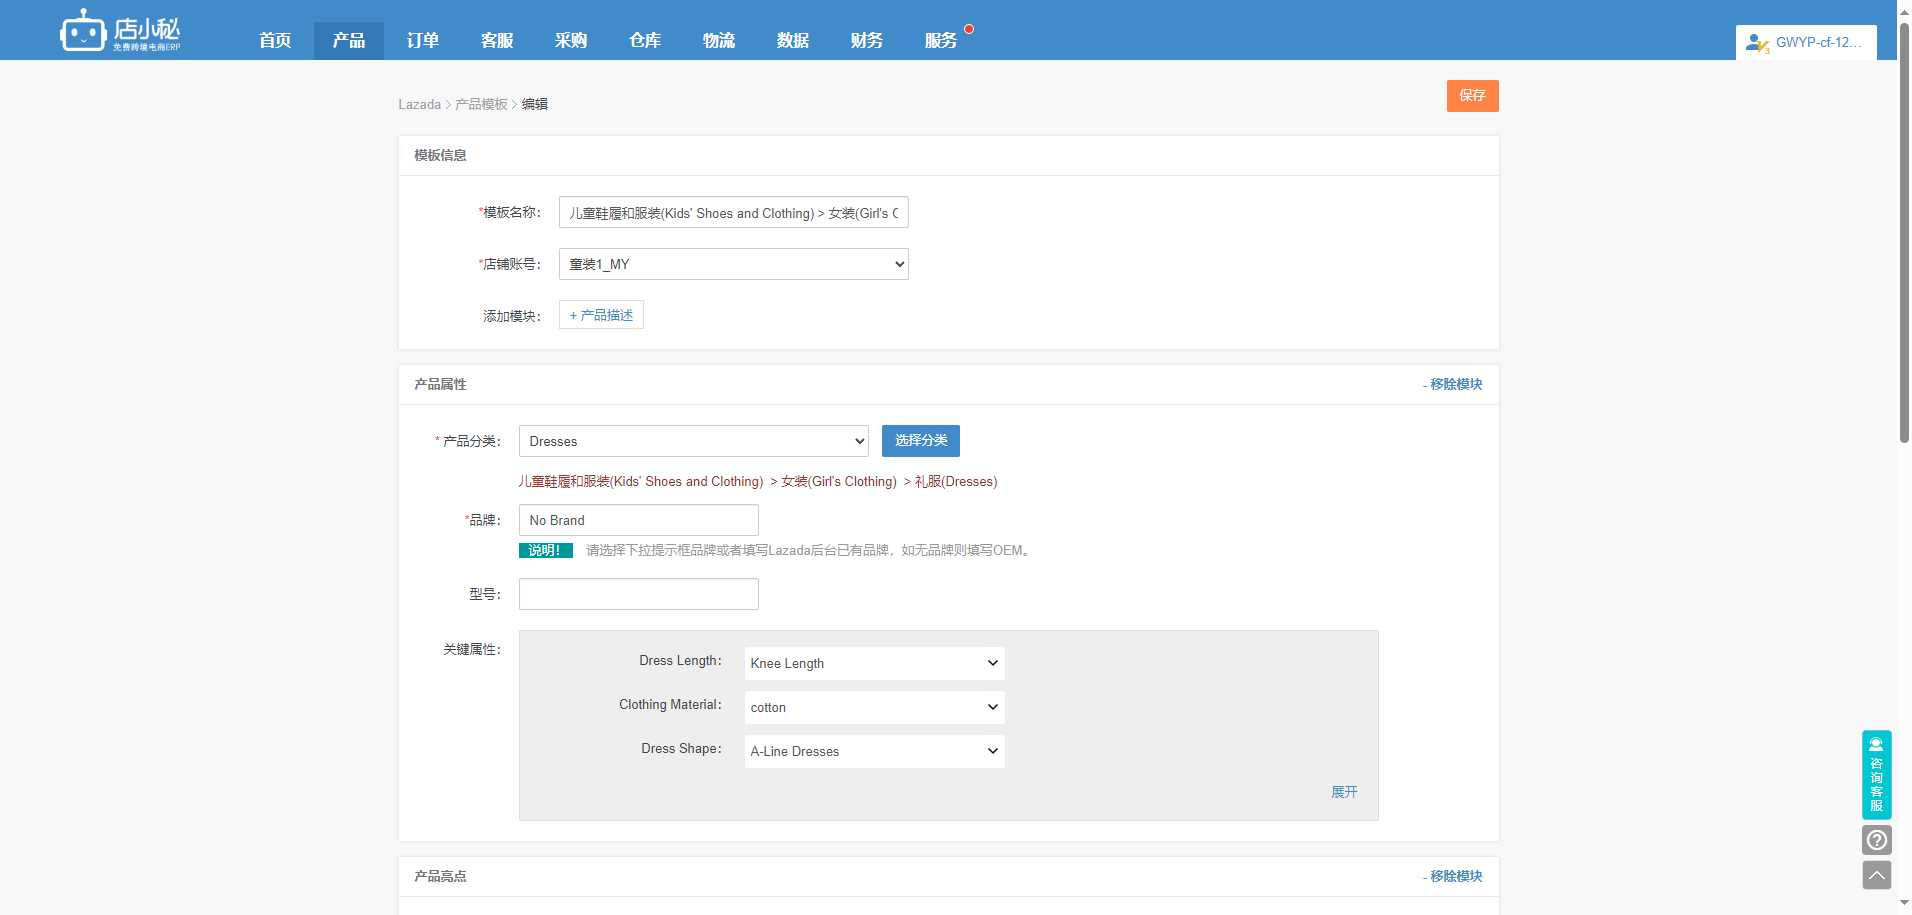 店小秘
免费跨境电商ERP
首页 产品 订单 客服 采购 仓库 物流 数据 财务 服务
GWYP-cf-12...
Lazada > 产品模板 > 编辑
保存
模板信息
*模板名称： 儿童鞋履和服装(Kids' Shoes and Clothing) > 女装(Girl's C
*店铺账号： 童装1_MY
添加模块： + 产品描述
产品属性 - 移除模块
* 产品分类： Dresses 选择分类
儿童鞋履和服装(Kids' Shoes and Clothing) > 女装(Girl's Clothing) > 礼服(Dresses)
*品牌： No Brand
说明！ 请选择下拉提示框品牌或者填写Lazada后台已有品牌，如无品牌则填写OEM。
型号：
关键属性： Dress Length： Knee Length
Clothing Material： cotton
Dress Shape： A-Line Dresses
展开
产品亮点 - 移除模块
咨询客服